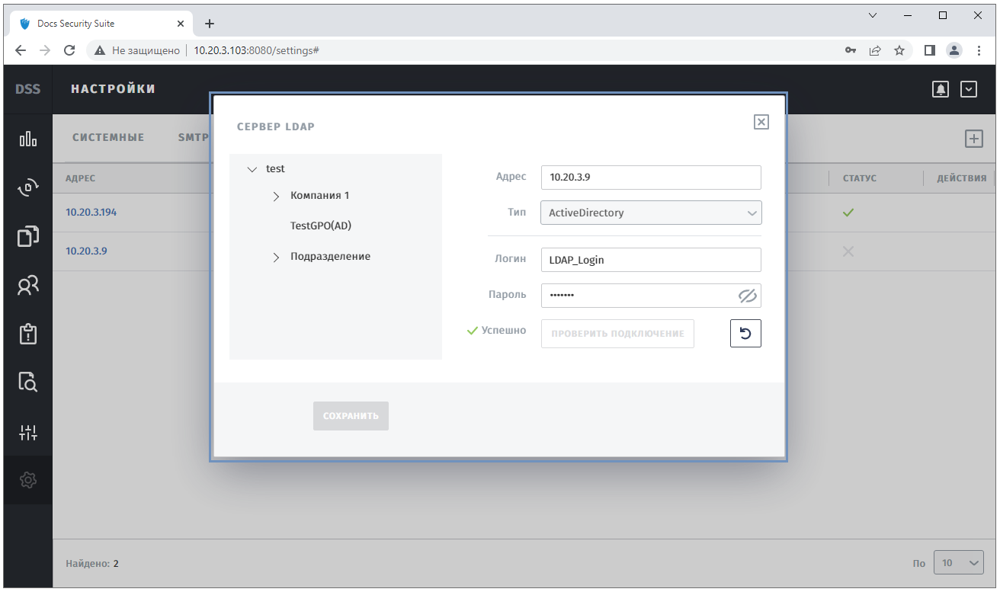 Docs Security Suite
Не защищено 10.20.3.103:8080/settings#
DSS НАСТРОЙКИ
СИСТЕМНЫЕ SMTP
АДРЕС СТАТУС ДЕЙСТВИЯ
10.20.3.194
10.20.3.9
СЕРВЕР LDAP
test
Компания 1
TestGPO(AD)
Подразделение
Адрес 10.20.3.9
Тип ActiveDirectory
Логин LDAP_Login
Пароль •••••••
Успешно ПРОВЕРИТЬ ПОДКЛЮЧЕНИЕ
СОХРАНИТЬ
Найдено: 2 По 10